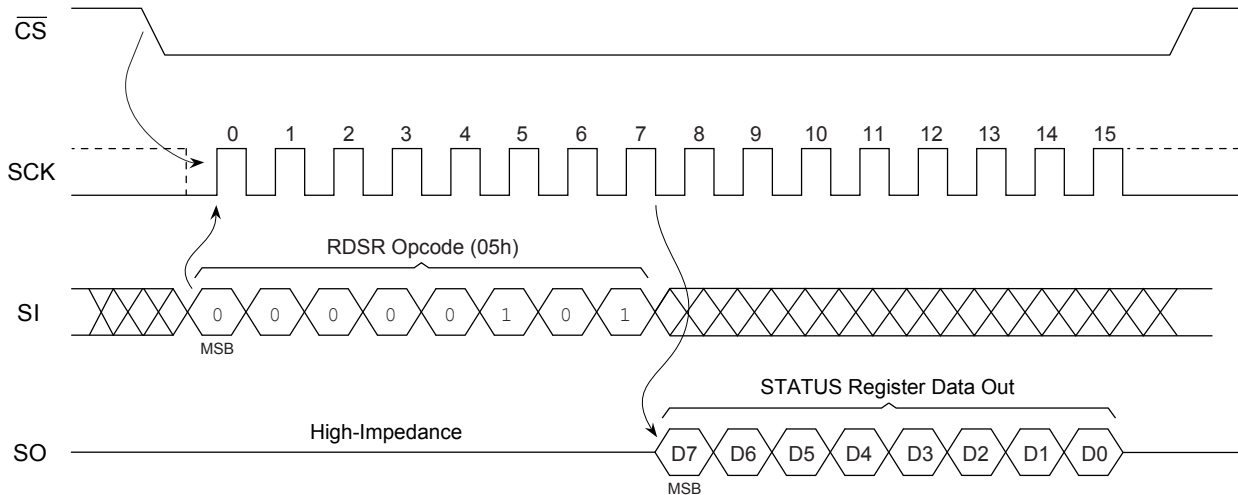 CS
0 1 2 3 4 5 6 7 8 9 10 11 12 13 14 15
SCK
RDSR Opcode (05h)
SI 0 0 0 0 0 1 0 1
MSB
STATUS Register Data Out
High-Impedance
SO D7 D6 D5 D4 D3 D2 D1 D0
MSB